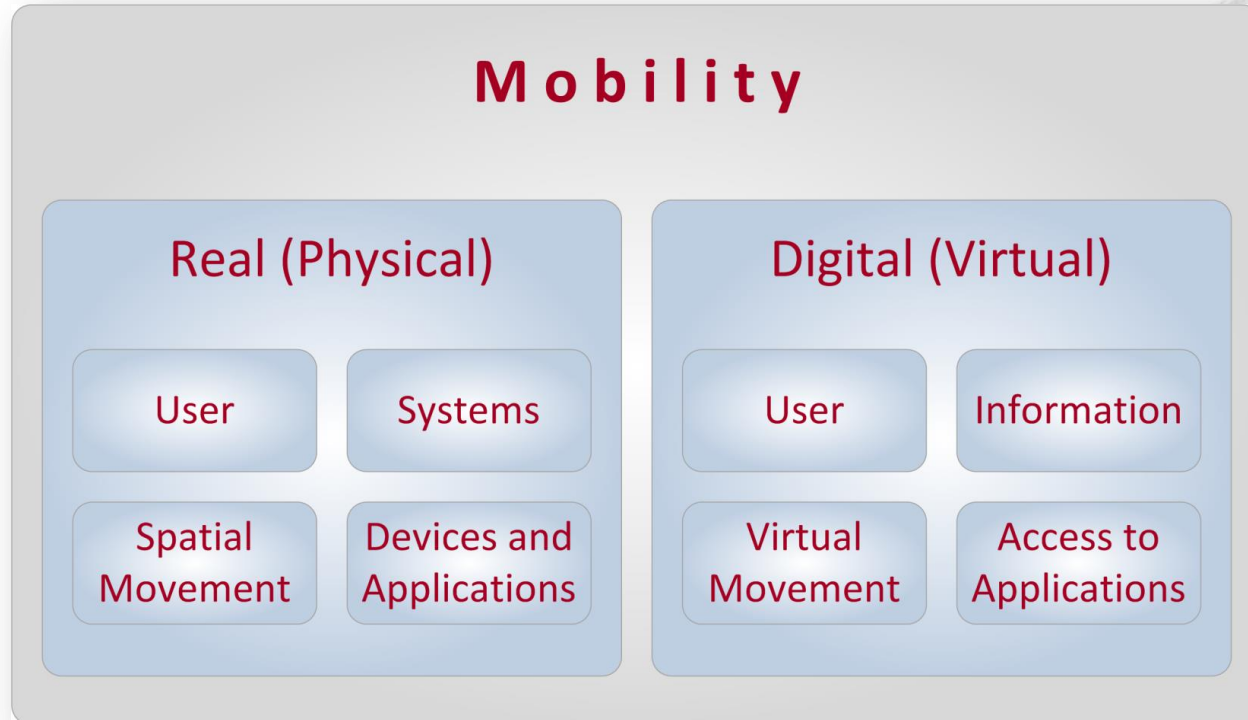 Mobility
Real (Physical)
User
Systems
Spatial
Movement
Devices and
Applications
Digital (Virtual)
User
Information
Virtual
Movement
Access to
Applications